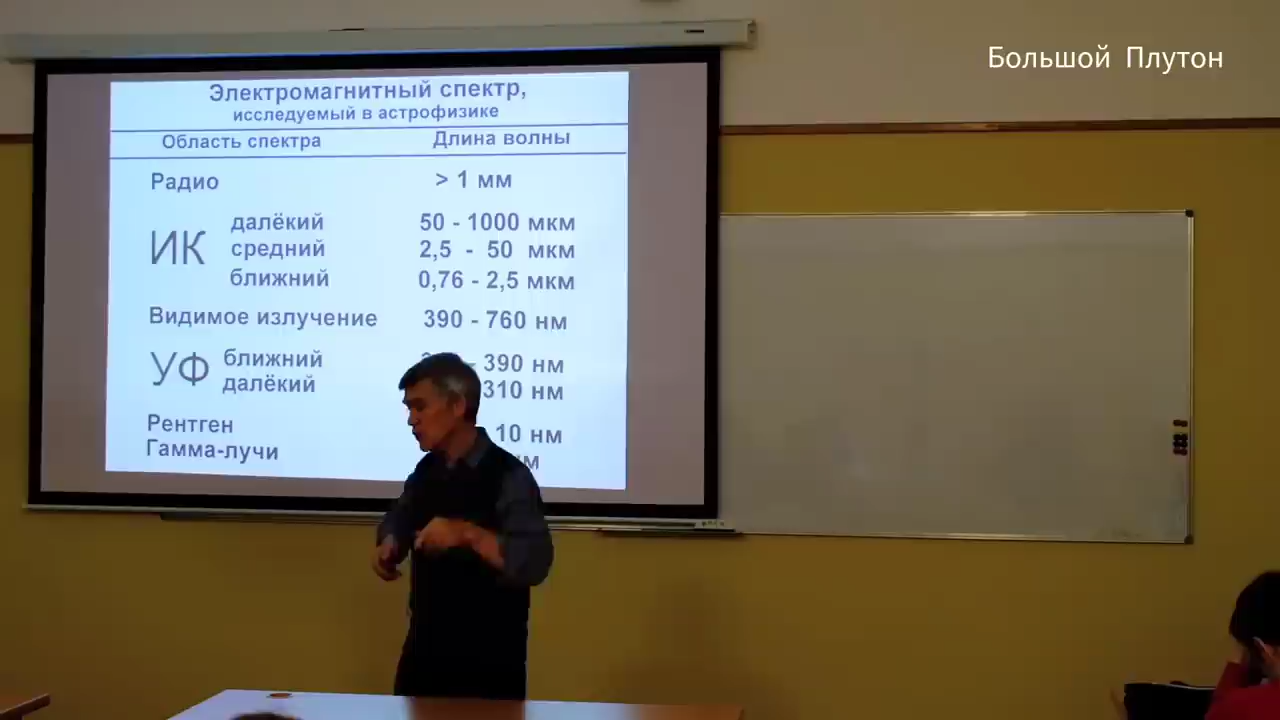 Большой Плутон
Электромагнитный спектр,
исследуемый в астрофизике
Область спектра Длина волны
Радио > 1 мм
ИК
далёкий 50 - 1000 мкм
средний 2,5 - 50 мкм
ближний 0,76 - 2,5 мкм
Видимое излучение 390 - 760 нм
УФ
ближний - 390 нм
далёкий 310 нм
Рентген 10 нм
Гамма-лучи